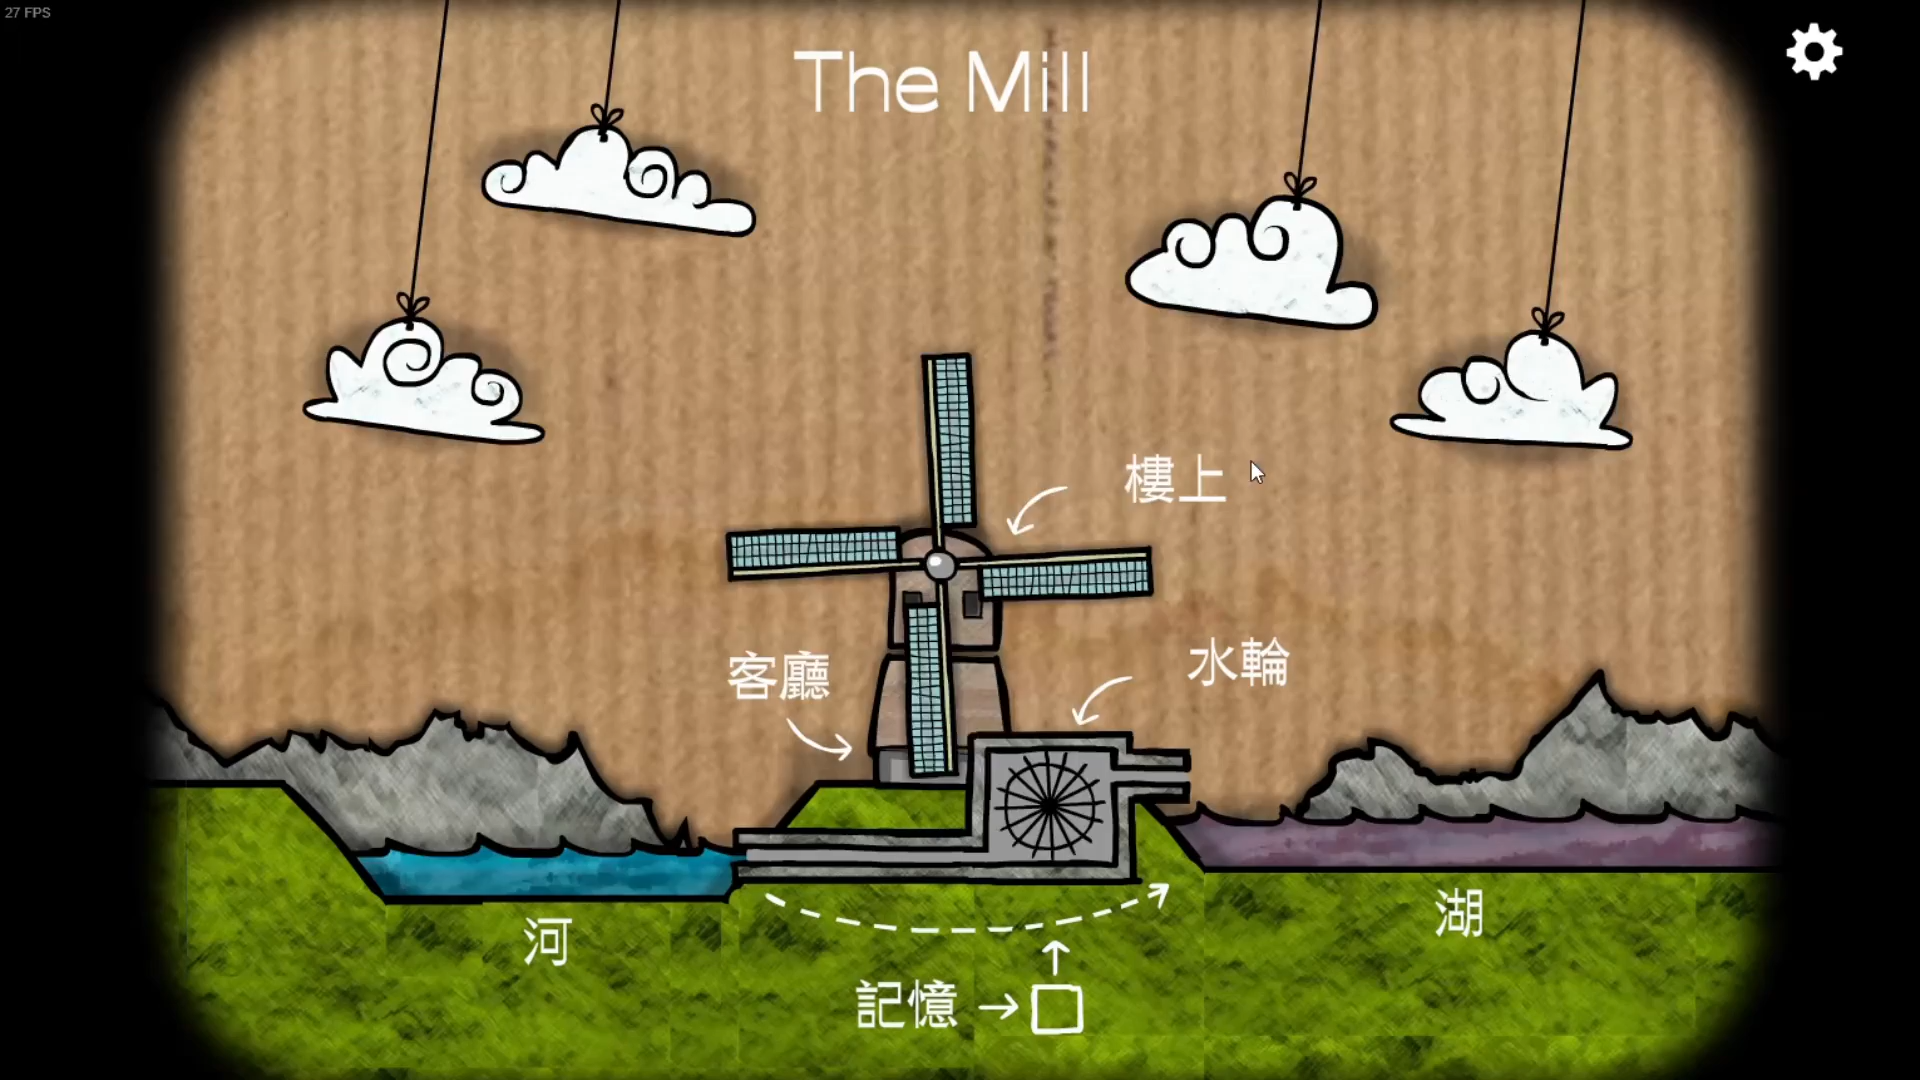 27 FPS
The Mill
樓上
客廳
水輪
河
湖
記憶